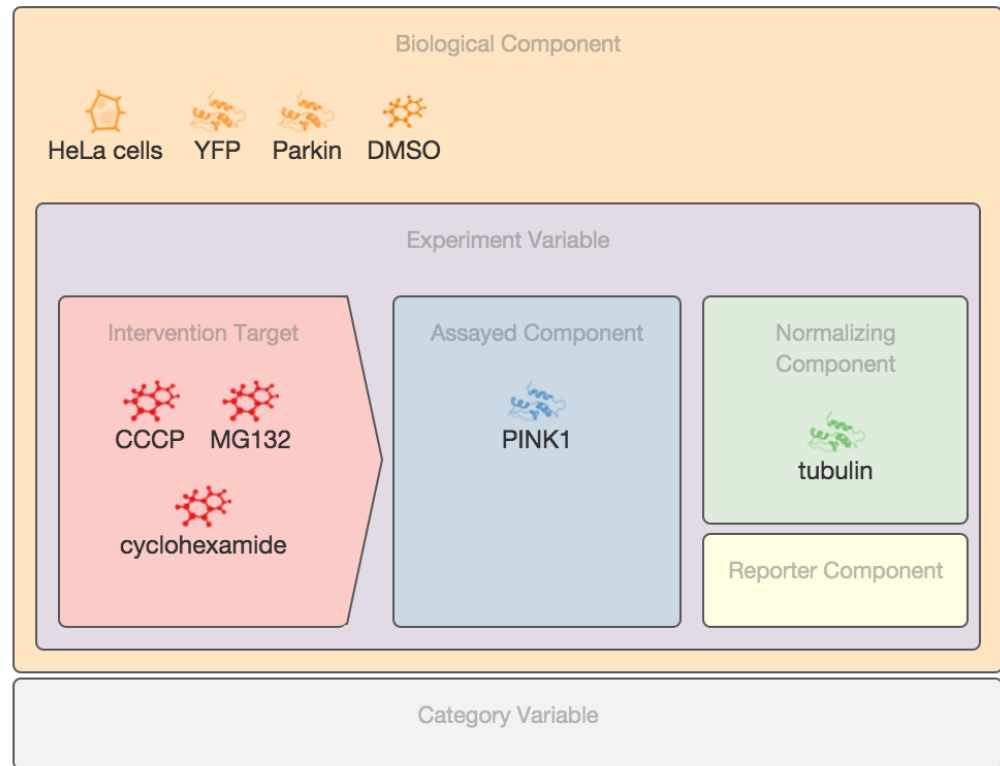 Biological Component
HeLa cells YFP Parkin DMSO
Experiment Variable
Intervention Target
CCCP MG132
cyclohexamide
Assayed Component
PINK1
Normalizing
Component
tubulin
Reporter Component
Category Variable